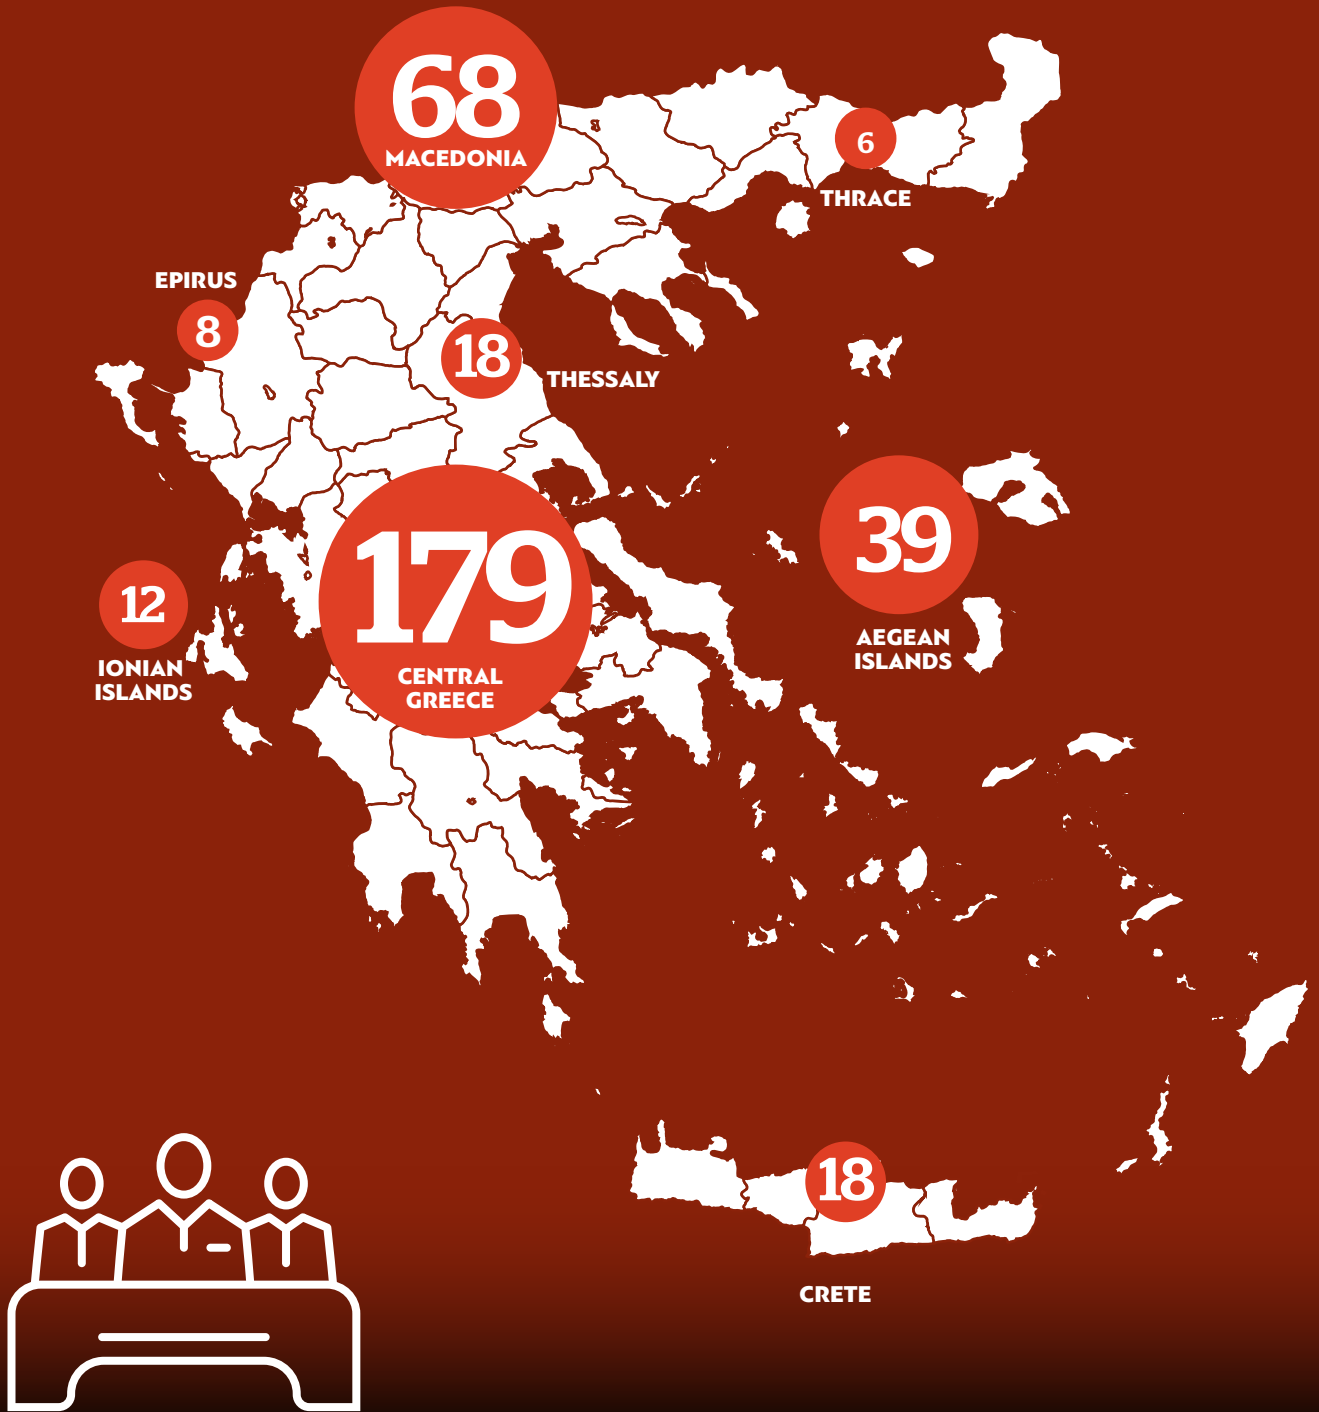 68
MACEDONIA
6
THRACE
EPIRUS
8
18
THESSALY
179
CENTRAL
GREECE
39
AEGEAN
ISLANDS
12
IONIAN
ISLANDS
18
CRETE